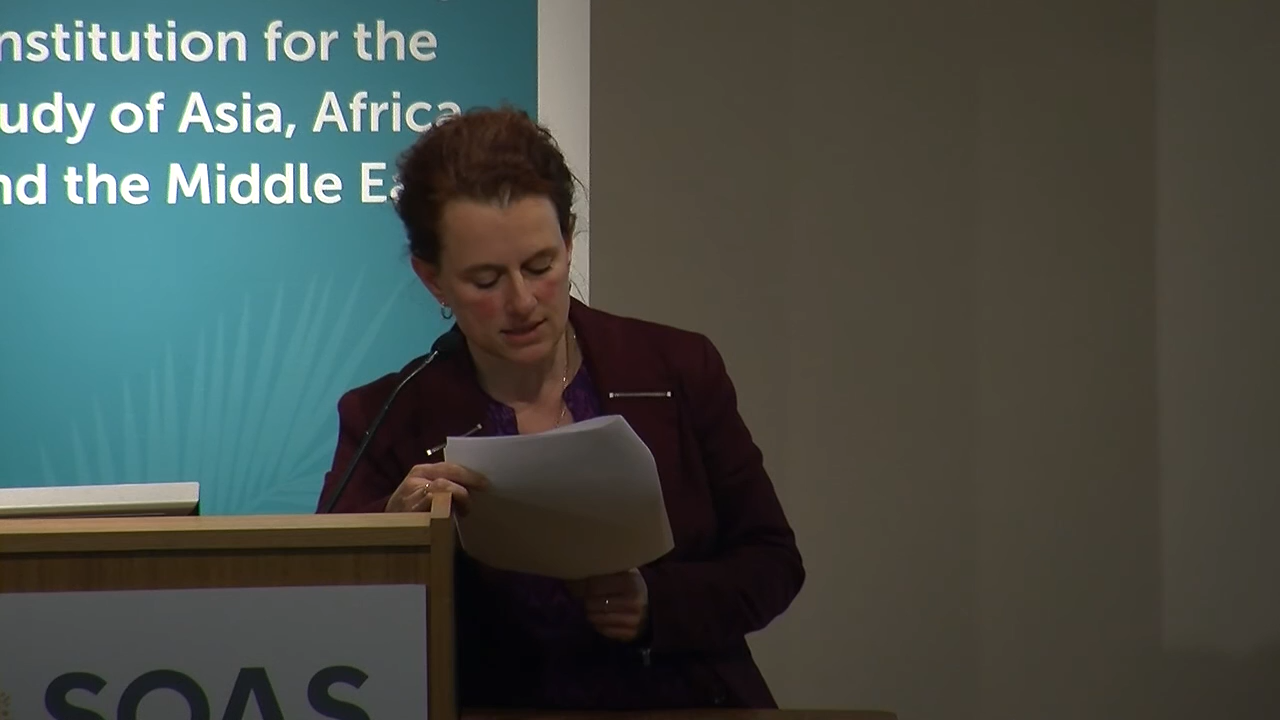 nstitution for the
udy of Asia, Africa
nd the Middle Ea
SOAS